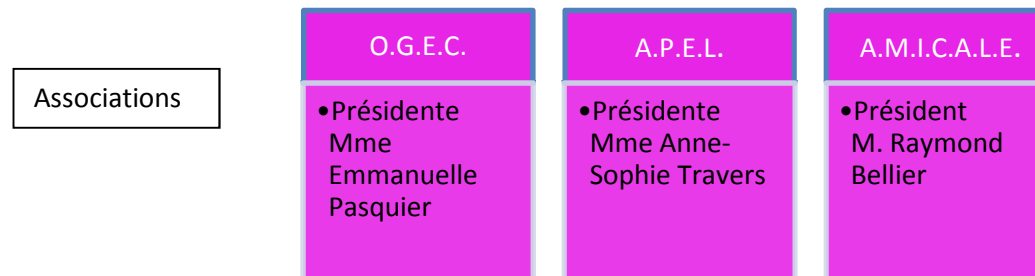 Associations
O.G.E.C.
•Présidente
Mme
Emmanuelle
Pasquier
A.P.E.L.
•Présidente
Mme Anne-
Sophie Travers
A.M.I.C.A.L.E.
•Président
M. Raymond
Bellier